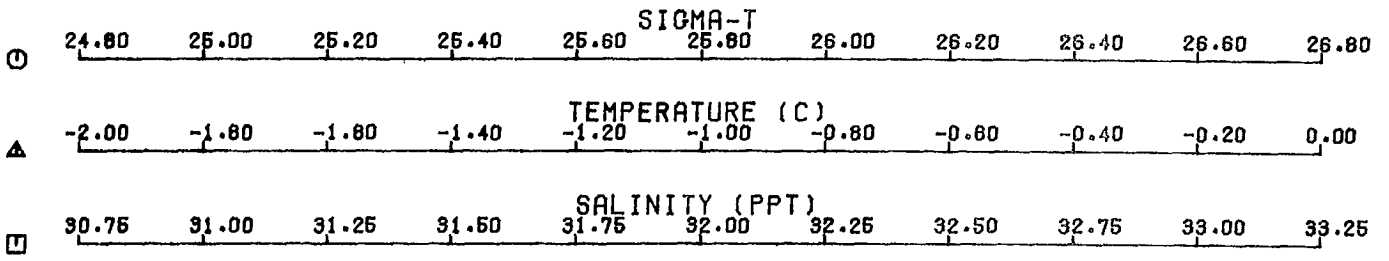 SIGMA-T
24.80 25.00 25.20 25.40 25.60 25.80 26.00 26.20 26.40 26.60 26.80
TEMPERATURE (C)
-2.00 -1.80 -1.60 -1.40 -1.20 -1.00 -0.80 -0.60 -0.40 -0.20 0.00
SALINITY (PPT)
30.75 31.00 31.25 31.50 31.75 32.00 32.25 32.50 32.75 33.00 33.25